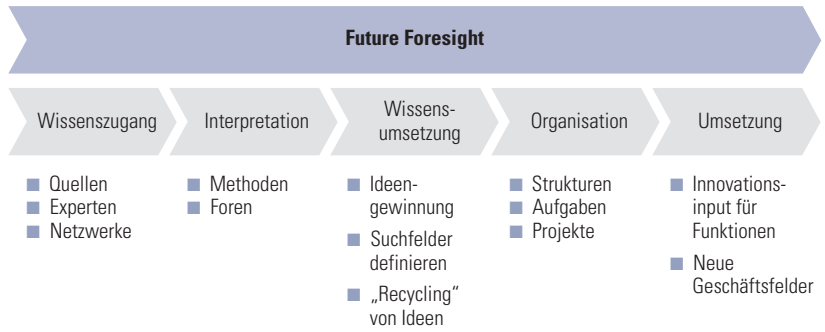 Future Foresight
Wissenszugang
Interpretation
Wissens-
umsetzung
Organisation
Umsetzung
Quellen
Experten
Netzwerke
Methoden
Foren
Ideen-
gewinnung
Suchfelder
definieren
„Recycling“
von Ideen
Strukturen
Aufgaben
Projekte
Innovations-
input für
Funktionen
Neue
Geschäftsfelder